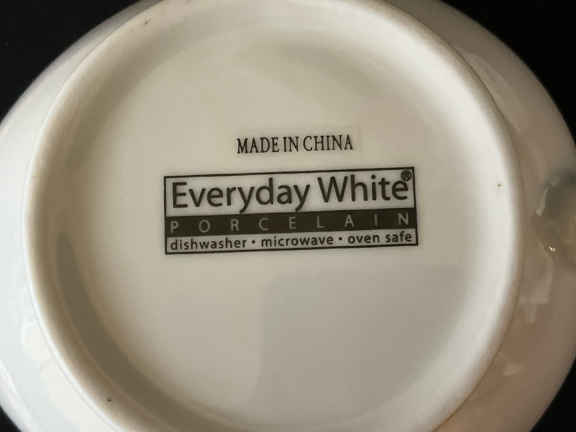 MADE IN CHINA
Everyday White®
PORCELAIN
dishwasher • microwave • oven safe